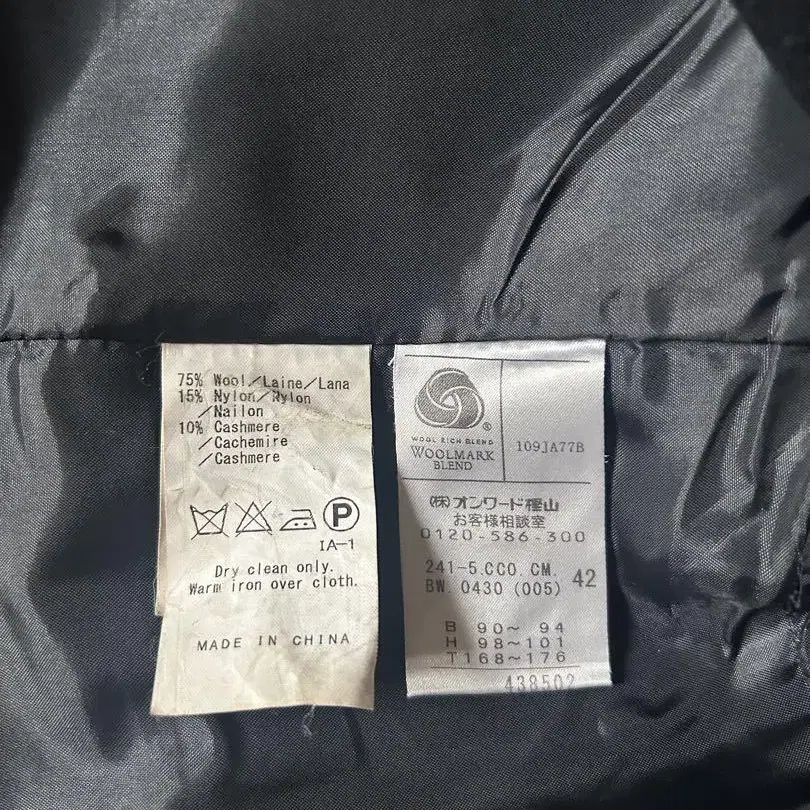 75% Wool/Laine/Lana
15% Nylon/Nylon
/Nailon
10% Cashmere
/Cachemire
/Cashmere
P
IA-1
Dry clean only.
Warm iron over cloth.
MADE IN CHINA
®
WOOL RICH BLEND
WOOLMARK
BLEND
109JA77B
(株)オンワード樫山
お客様相談室
0120-586-300
241-5.CCO.CM.
BW. 0430 (005) 42
B 90~ 94
H 98~101
T168~176
438502